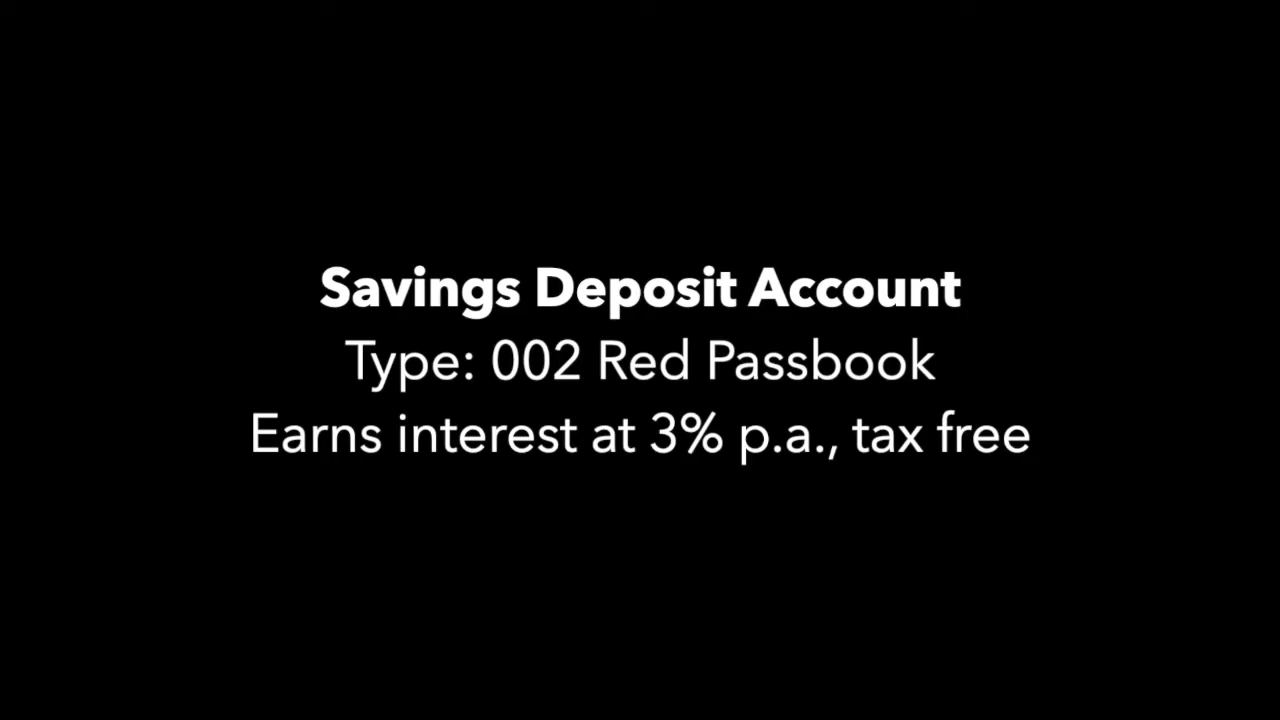 Savings Deposit Account
Type: 002 Red Passbook
Earns interest at 3% p.a., tax free